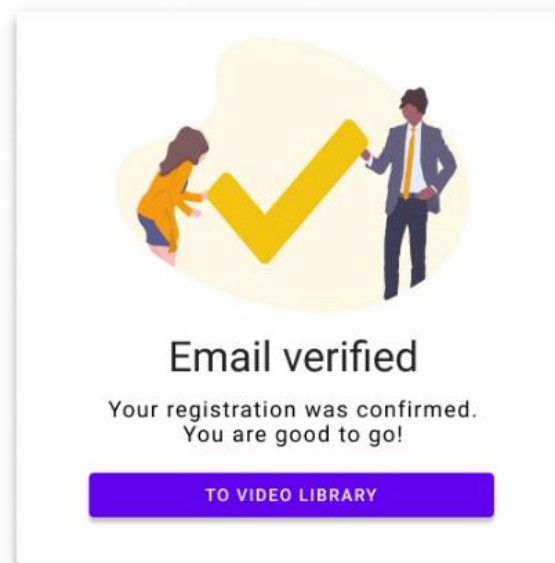 Email verified
Your registration was confirmed.
You are good to go!
TO VIDEO LIBRARY